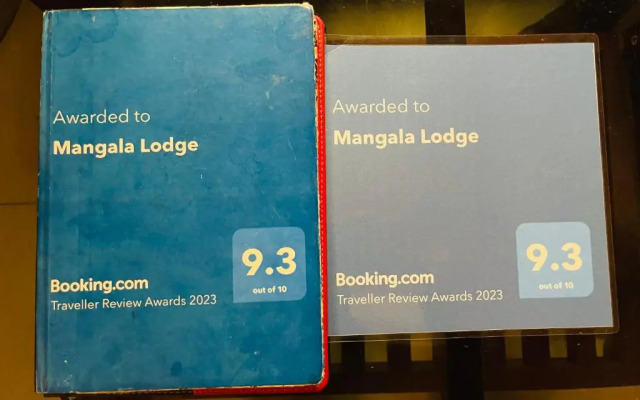 Awarded to
Mangala Lodge
9.3
out of 10
Booking.com
Traveller Review Awards 2023
Awarded to
Mangala Lodge
9.3
out of 10
Booking.com
Traveller Review Awards 2023